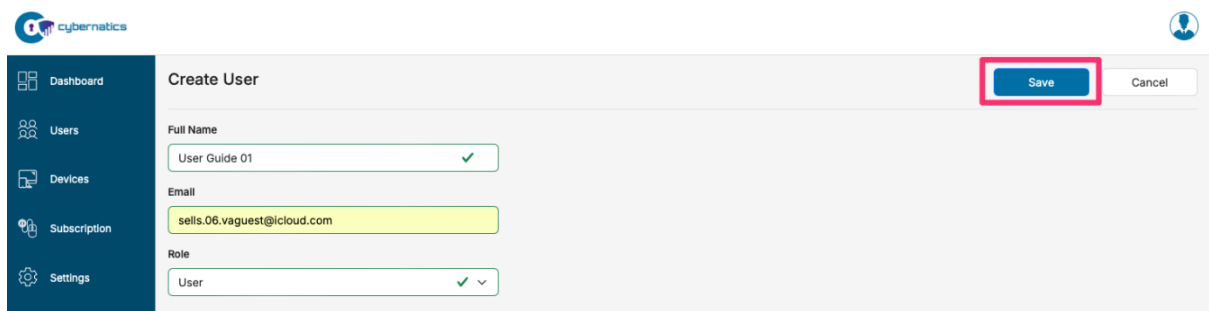 cybernatics
Dashboard
Users
Devices
Subscription
Settings
Create User
Save
Cancel
Full Name
User Guide 01
Email
sells.06.vaguest@icloud.com
Role
User